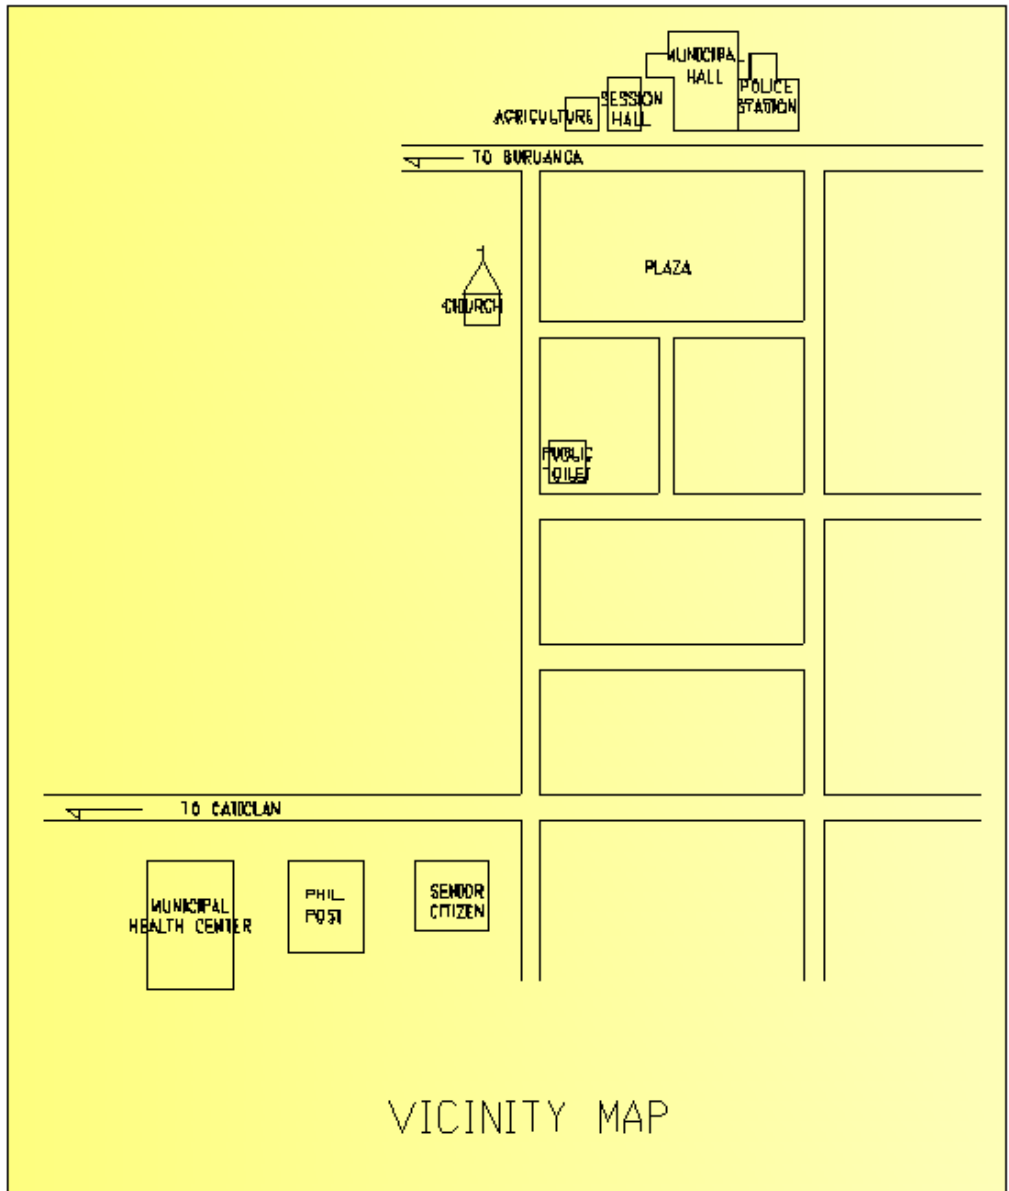 MUNICIPAL
HALL
POLICE
STATION
SESSION
HALL
AGRICULTURE
TO BURUANGA
PLAZA
CHURCH
PUBLIC
TOILET
TO CATICLAN
MUNICIPAL
HEALTH CENTER
PHIL
POST
SENIOR
CITIZEN
VICINITY MAP